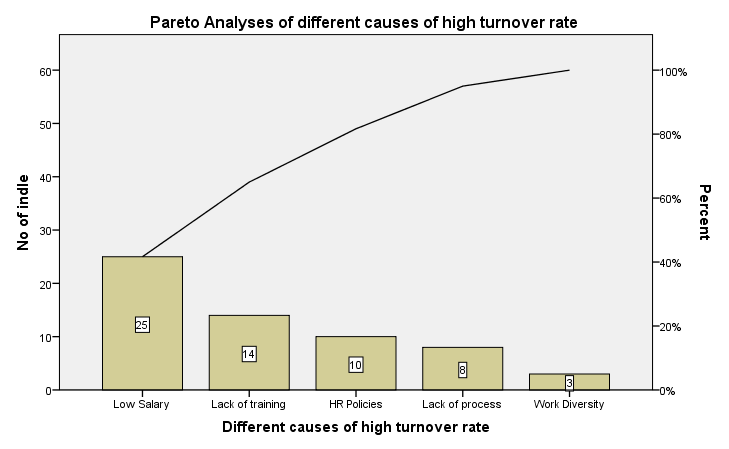 Pareto Analyses of different causes of high turnover rate
No of indle
60
50
40
30
20
10
0
25
14
10
8
3
100%
80%
60%
40%
20%
0%
Percent
Low Salary
Lack of training
HR Policies
Lack of process
Work Diversity
Different causes of high turnover rate